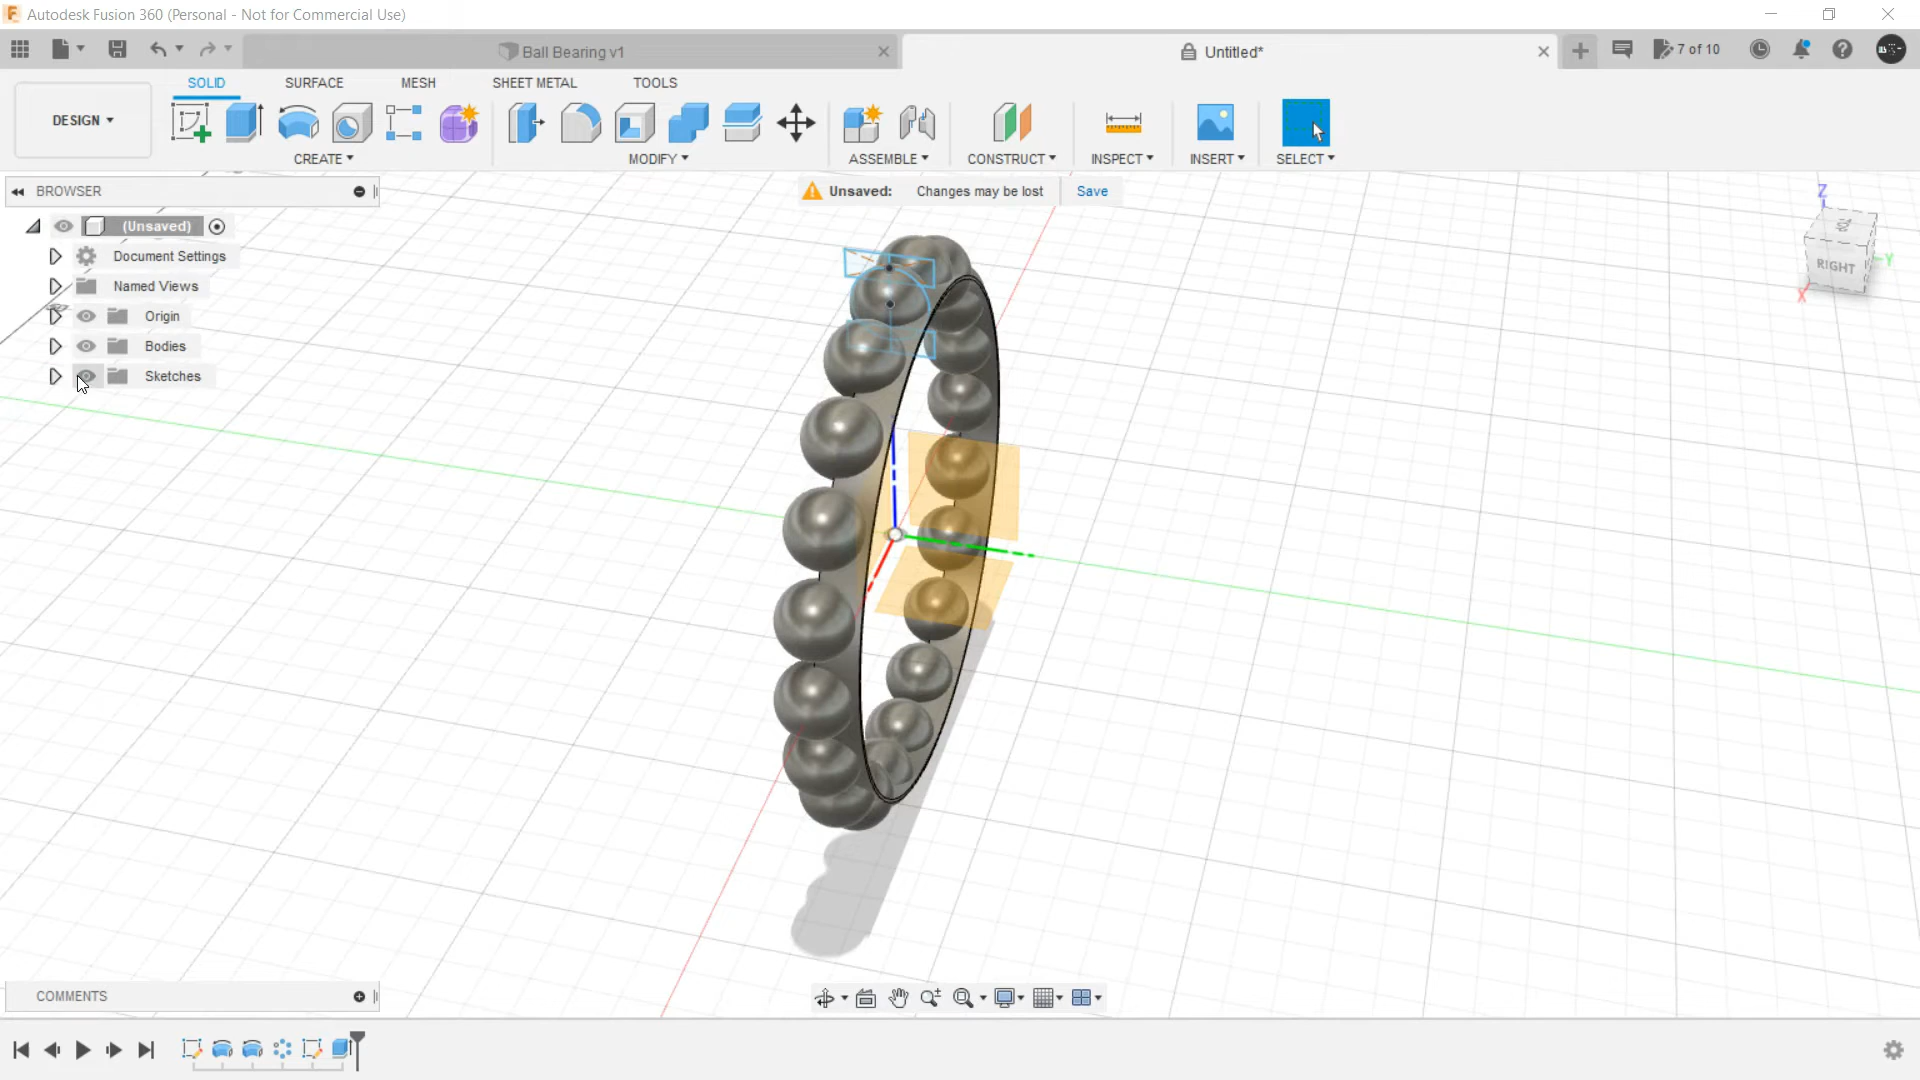 Autodesk Fusion 360 (Personal - Not for Commercial Use)
Ball Bearing v1
Untitled*
7 of 10
DESIGN
SOLID SURFACE MESH SHEET METAL TOOLS
CREATE MODIFY ASSEMBLE CONSTRUCT INSPECT INSERT SELECT
BROWSER
Unsaved: Changes may be lost Save
(Unsaved)
Document Settings
Named Views
Origin
Bodies
Sketches
Z
RIGHT
Y
X
COMMENTS